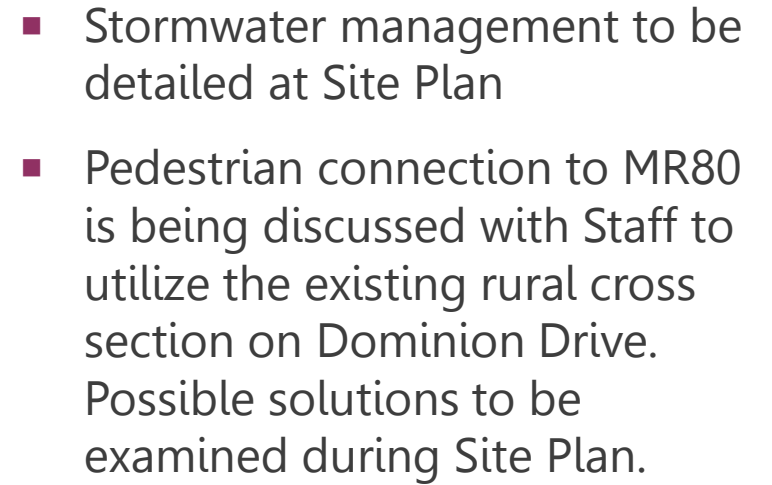 Stormwater management to be
detailed at Site Plan
Pedestrian connection to MR80
is being discussed with Staff to
utilize the existing rural cross
section on Dominion Drive.
Possible solutions to be
examined during Site Plan.